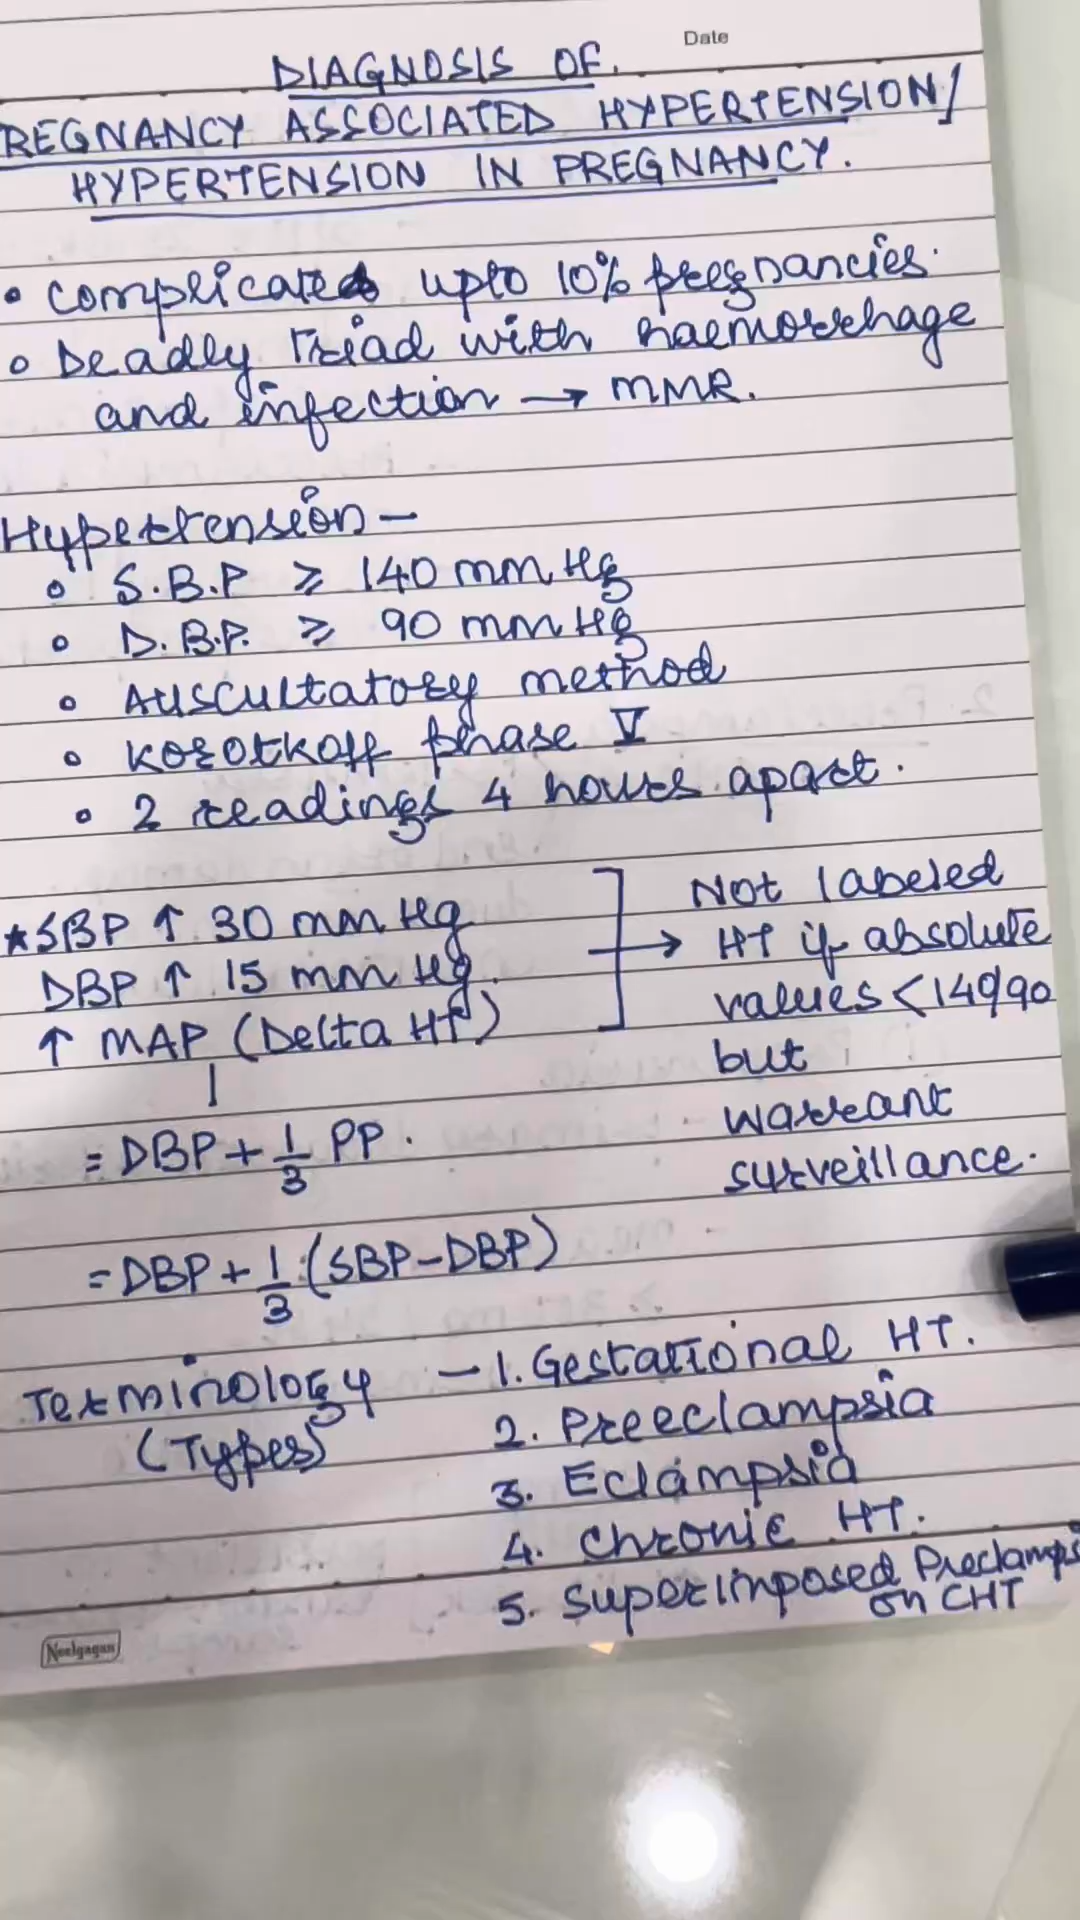 Date
DIAGNOSIS OF.
REGNANCY ASSOCIATED HYPERTENSION/
HYPERTENSION IN PREGNANCY.
• Complicates upto 10% pregnancies.
• Deadly Triad with haemorrhage
and infection → MMR.
Hypertension –
• S.B.P ≥ 140 mm Hg
• D.B.P. ≥ 90 mm Hg
• Auscultatory method
• Korotkoff phase V
• 2 readings 4 hours apart.
★SBP ↑ 30 mm Hg
DBP ↑ 15 mm Hg
↑ MAP (Delta HT)
= DBP + 1/3 PP.
= DBP + 1/3 (SBP–DBP)
→ Not labeled
HT if absolute
values <140/90
but
warrant
surveillance.
Terminology – 1. Gestational HT.
(Types) 2. Preeclampsia
3. Eclampsia
4. Chronic HT.
5. Superimposed Preclamps
on CHT
Neelgagan